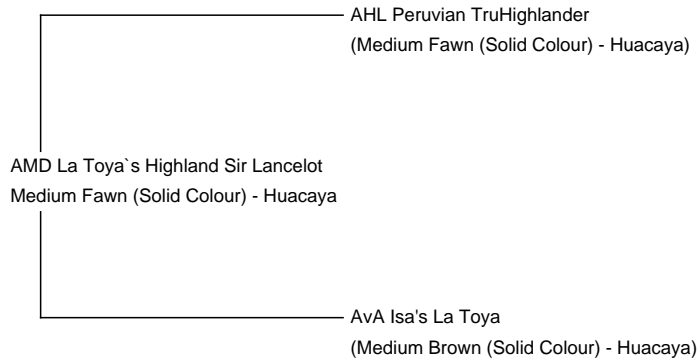 AHL Peruvian TruHighlander
(Medium Fawn (Solid Colour) - Huacaya)
AMD La Toya`s Highland Sir Lancelot
Medium Fawn (Solid Colour) - Huacaya
AvA Isa's La Toya
(Medium Brown (Solid Colour) - Huacaya)